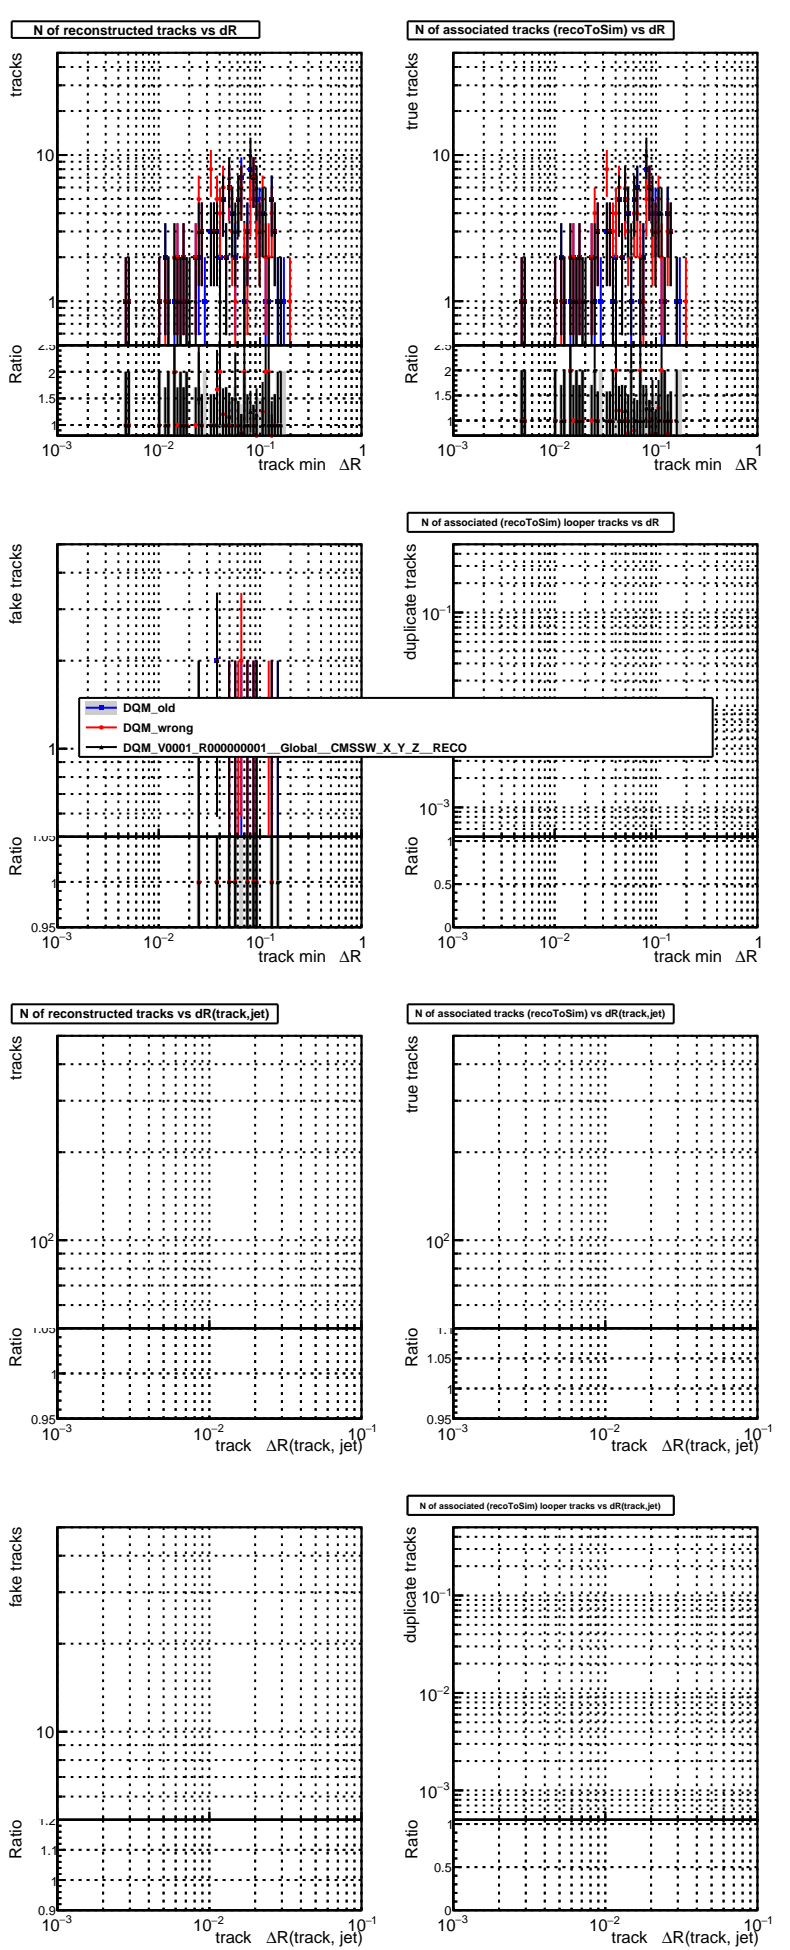 N of reconstructed tracks vs dR
N of associated tracks (recoToSim) vs dR
tracks
10
1
Ratio
2.5
2
1.5
1
10−3
10−2
10−1
1
track min ΔR
true tracks
10
1
Ratio
2.5
2
1.5
1
10−3
10−2
10−1
1
track min ΔR
N of associated (recoToSim) looper tracks vs dR
fake tracks
1
Ratio
1.05
1
0.95
10−3
10−2
10−1
1
track min ΔR
duplicate tracks
10−1
10−3
Ratio
1
0.5
0
10−3
10−2
10−1
1
track min ΔR
DQM_old
DQM_wrong
DQM_V0001_R000000001__Global__CMSSW_X_Y_Z__RECO
N of reconstructed tracks vs dR(track,jet)
N of associated tracks (recoToSim) vs dR(track,jet)
tracks
102
Ratio
1.05
1
0.95
10−3
10−2
10−1
track ΔR(track, jet)
true tracks
102
Ratio
1.1
1.05
1
0.95
10−3
10−2
10−1
track ΔR(track, jet)
N of associated (recoToSim) looper tracks vs dR(track,jet)
fake tracks
10
Ratio
1.2
1.1
1
0.9
10−3
10−2
10−1
track ΔR(track, jet)
duplicate tracks
10−1
10−2
10−3
Ratio
1
0.5
0
10−3
10−2
10−1
track ΔR(track, jet)